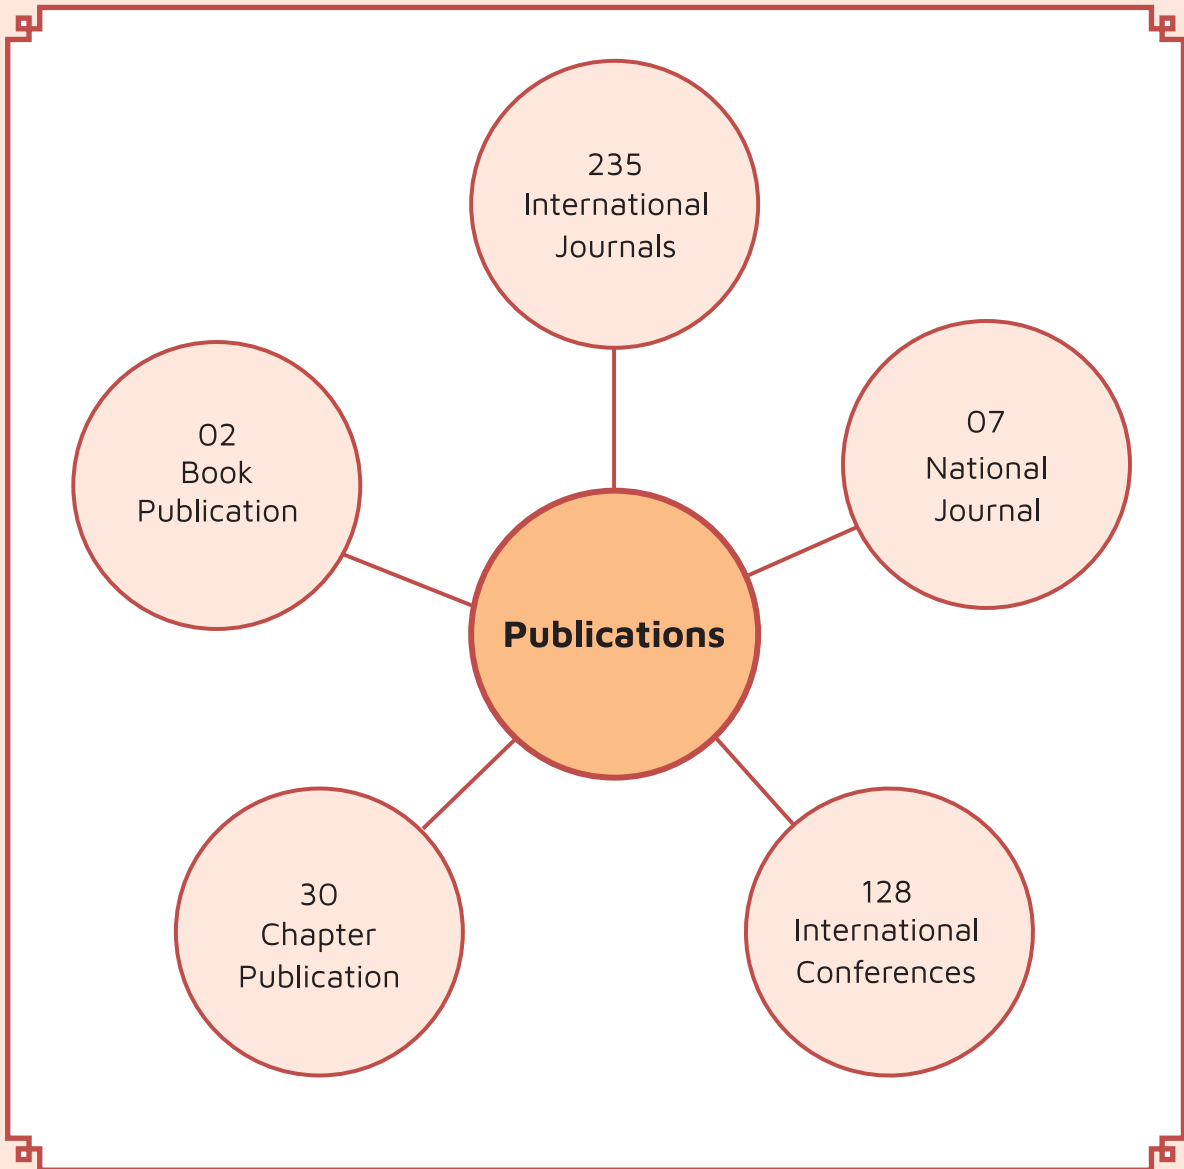 235
International
Journals
07
National
Journal
02
Book
Publication
Publications
30
Chapter
Publication
128
International
Conferences